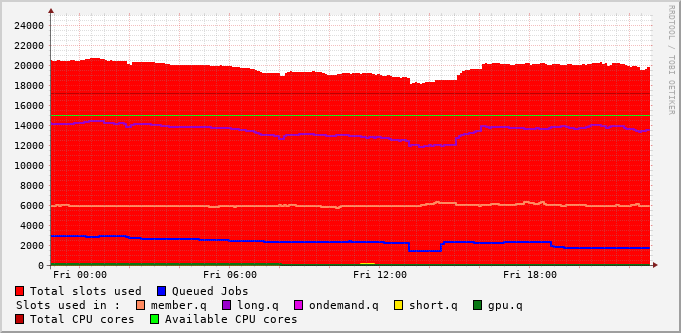 RRDTOOL / TOBI OETIKER
24000
22000
20000
18000
16000
14000
12000
10000
8000
6000
4000
2000
0
Fri 00:00 Fri 06:00 Fri 12:00 Fri 18:00
Total slots used Queued Jobs
Slots used in : member.q long.q ondemand.q short.q gpu.q
Total CPU cores Available CPU cores